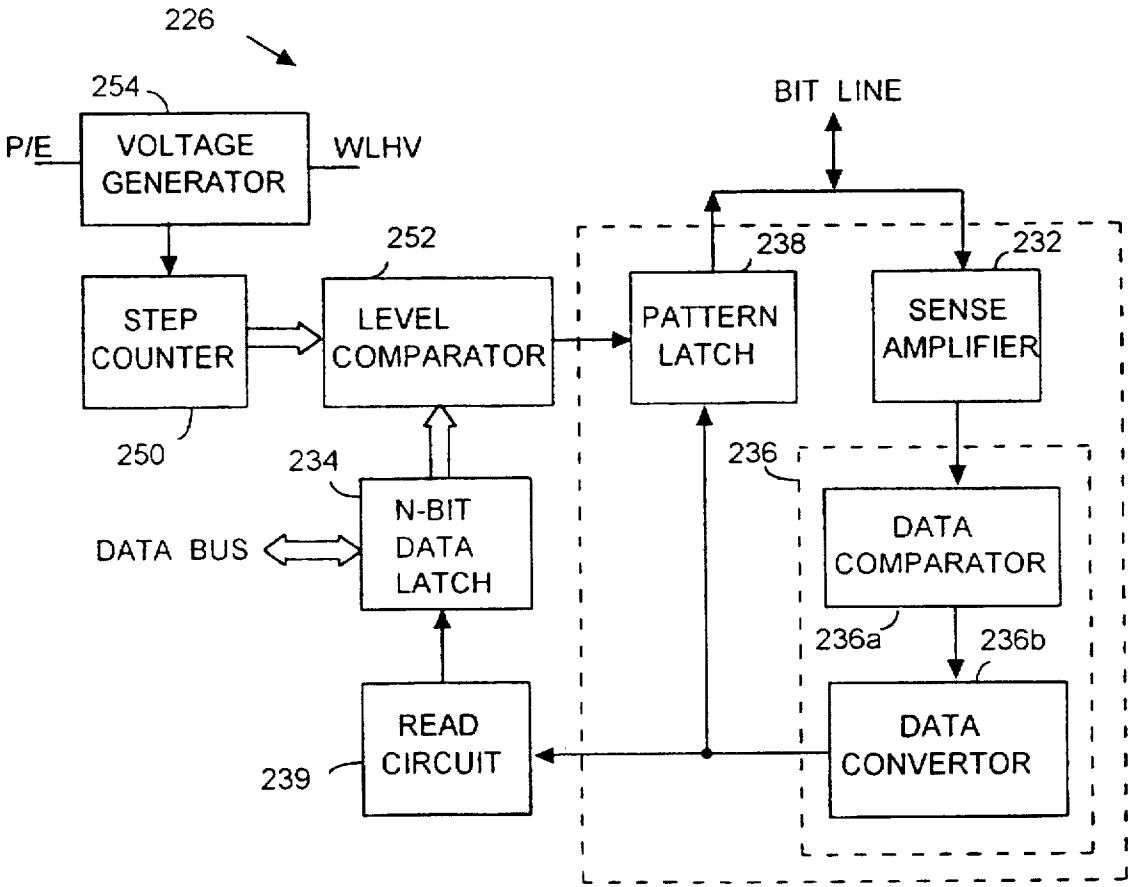 226
254
BIT LINE
P/E
VOLTAGE
GENERATOR
WLHV
252
238
232
STEP
COUNTER
LEVEL
COMPARATOR
PATTERN
LATCH
SENSE
AMPLIFIER
250
234
236
N-BIT
DATA
LATCH
DATA BUS
DATA
COMPARATOR
236a
236b
READ
CIRCUIT
239
DATA
CONVERTOR